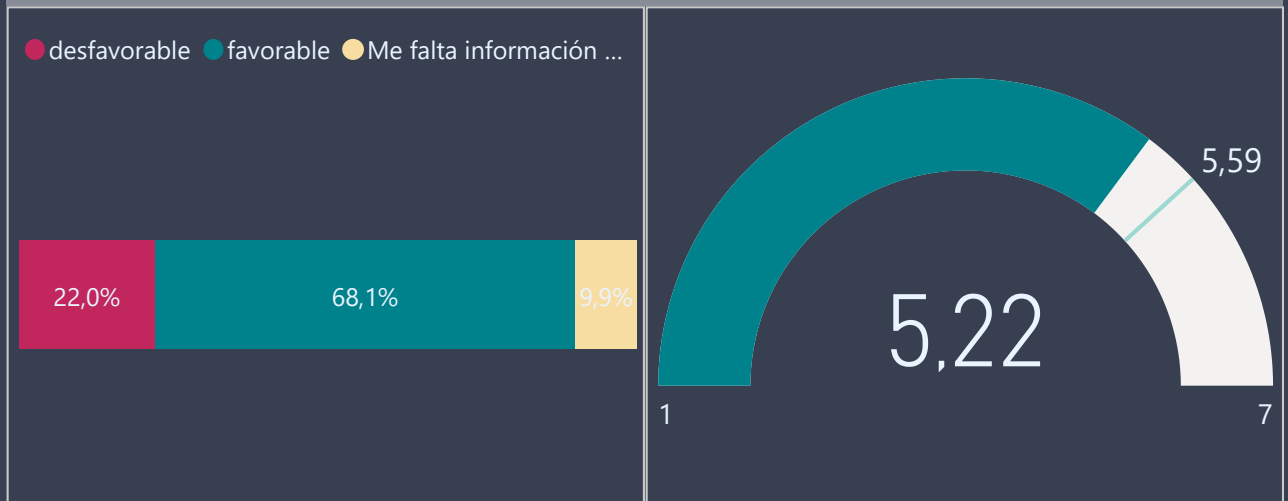 desfavorable favorable Me falta información ...
22,0% 68,1% 9,9%
5,59
5,22
1 7